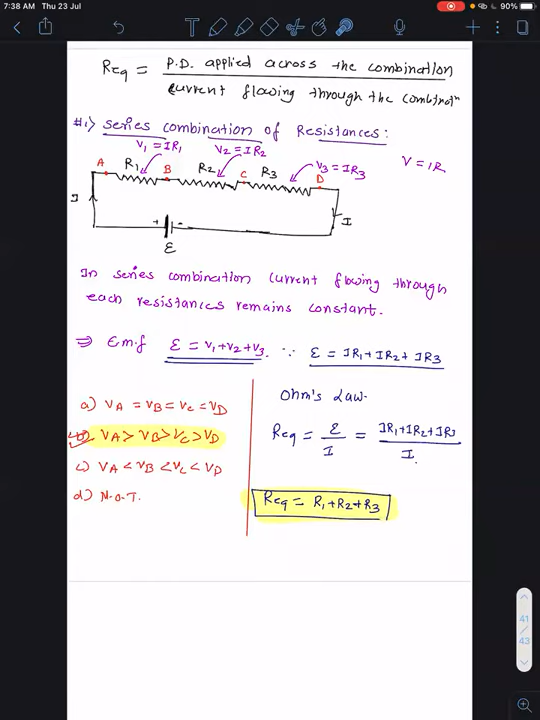 7:38 AM Thu 23 Jul
90%
Req = P.D. applied across the combination
current flowing through the combination
#1) series combination of Resistances:
V1 = IR1 V2 = IR2
A R1 B R2 C R3 D V3 = IR3 V = IR
I I
+ -
ε
In series combination current flowing through
each resistances remains constant.
⇒ E.m.f ε = V1+V2+V3. ∵ ε = IR1+IR2+IR3
a) VA = VB = VC = VD
b) VA > VB > VC > VD
c) VA < VB < VC < VD
d) N.O.T.
Ohm's Law.
Req = ε/I = IR1+IR2+IR3/I
Req = R1+R2+R3
41
43